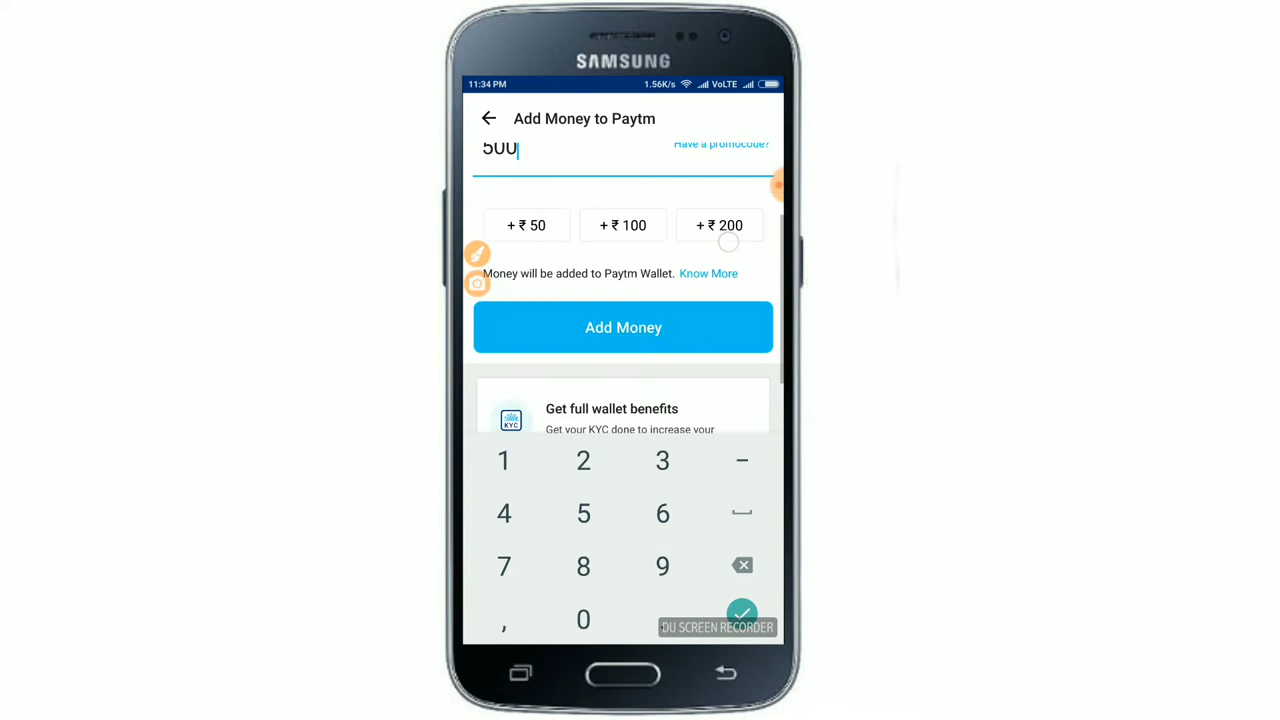 SAMSUNG
11:34 PM 1.56K/s VoLTE
Add Money to Paytm
500 Have a promocode?
+ ₹ 50 + ₹ 100 + ₹ 200
Money will be added to Paytm Wallet. Know More
Add Money
Get full wallet benefits
KYC
Get your KYC done to increase your
1 2 3 -
4 5 6
7 8 9
, 0
DU SCREEN RECORDER